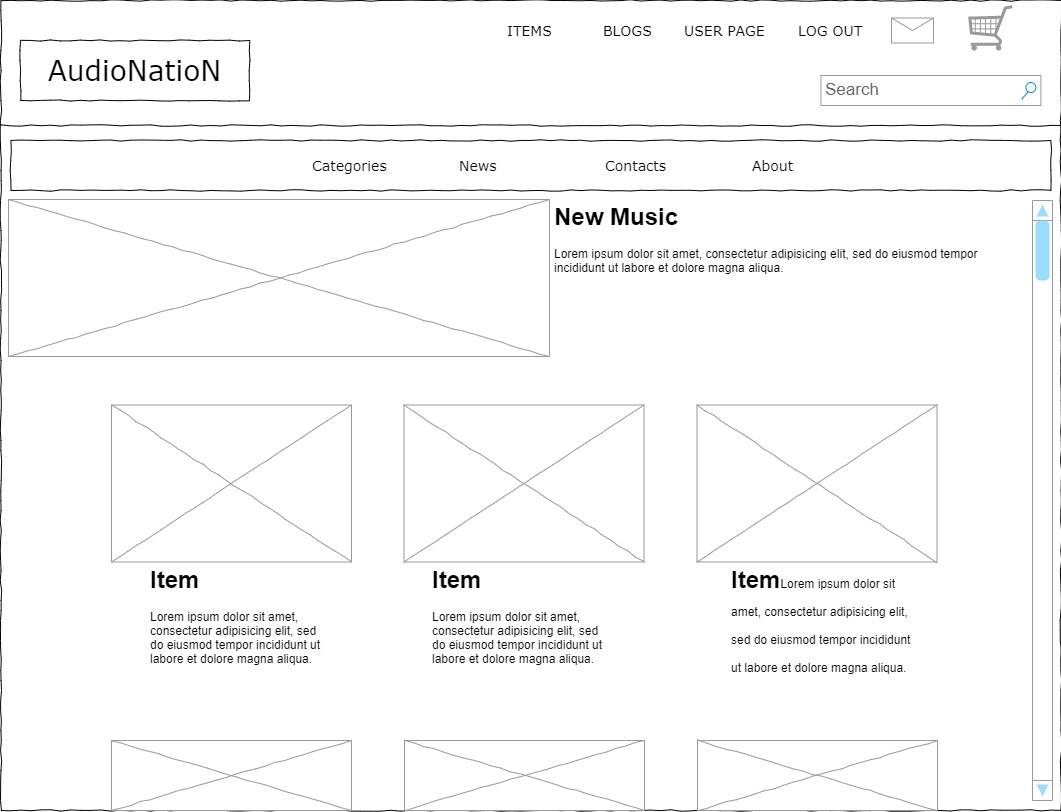 ITEMS BLOGS USER PAGE LOG OUT
AudioNatioN
Search
Categories News Contacts About
New Music
Lorem ipsum dolor sit amet, consectetur adipisicing elit, sed do eiusmod tempor
incididunt ut labore et dolore magna aliqua.
Item
Lorem ipsum dolor sit amet,
consectetur adipisicing elit, sed
do eiusmod tempor incididunt ut
labore et dolore magna aliqua.
Item
Lorem ipsum dolor sit amet,
consectetur adipisicing elit, sed
do eiusmod tempor incididunt ut
labore et dolore magna aliqua.
ItemLorem ipsum dolor sit
amet, consectetur adipisicing elit,
sed do eiusmod tempor incididunt
ut labore et dolore magna aliqua.